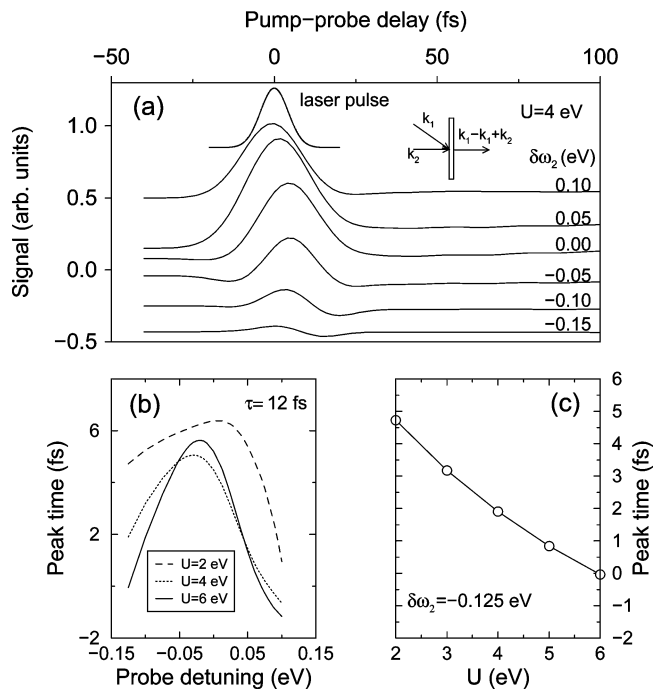 Pump−probe delay (fs)
−50 0 50 100
(a)
laser pulse
U=4 eV
k1
k2
k1−k1+k2
δω2 (eV)
0.10
0.05
0.00
−0.05
−0.10
−0.15
Signal (arb. units)
1.0
0.5
0.0
−0.5
(b)
τ= 12 fs
Peak time (fs)
6
2
−2
U=2 eV
U=4 eV
U=6 eV
−0.15 −0.05 0.05 0.15
Probe detuning (eV)
(c)
δω2=−0.125 eV
6
5
4
3
2
1
0
−1
−2
Peak time (fs)
2 3 4 5 6
U (eV)